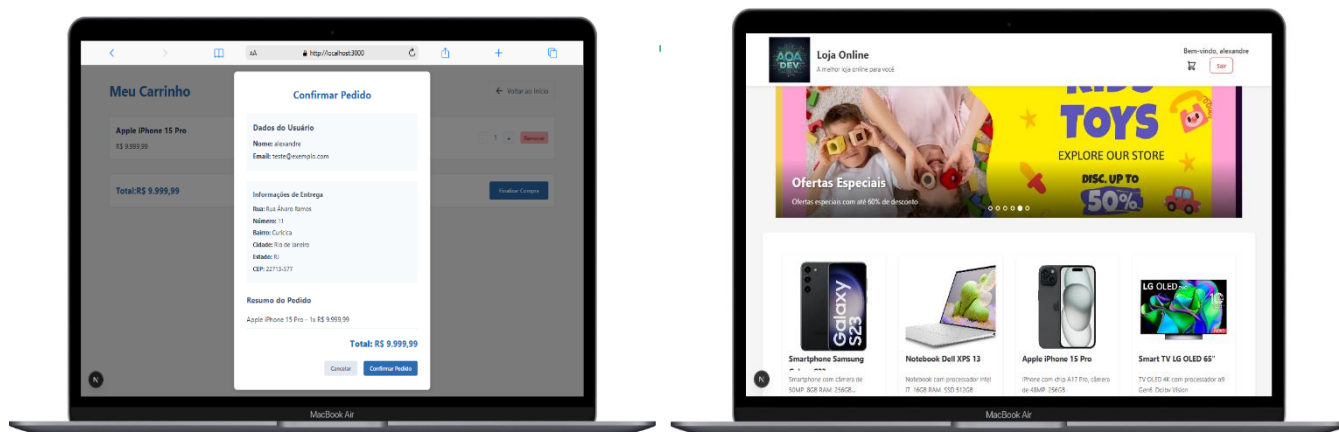 AA
http://localhost:3000
Meu Carrinho
← Voltar ao Início
Confirmar Pedido
Dados do Usuário
Nome: alexandre
Email: teste@exemplo.com
Apple iPhone 15 Pro
R$ 9.999,99
- 1 +
Remover
Total:R$ 9.999,99
Finalizar Compra
Informações de Entrega
Rua: Rua Álvaro Ramos
Número: 11
Bairro: Curicica
Cidade: Rio de Janeiro
Estado: RJ
CEP: 22713-577
Resumo do Pedido
Apple iPhone 15 Pro - 1x R$ 9.999,99
Total: R$ 9.999,99
Cancelar
Confirmar Pedido
N
MacBook Air
AQA
DEV
Loja Online
A melhor loja online para você
Bem-vindo, alexandre
Sair
KIDS
TOYS
EXPLORE OUR STORE
DISC. UP TO
50%
Ofertas Especiais
Ofertas especiais com até 60% de desconto
Galaxy
S23
LG OLED
Smartphone Samsung
Smartphone com câmera de
50MP, 8GB RAM, 256GB...
Notebook Dell XPS 13
Notebook com processador Intel
i7, 16GB RAM, SSD 512GB
Apple iPhone 15 Pro
iPhone com chip A17 Pro, câmera
de 48MP, 256GB
Smart TV LG OLED 65"
TV OLED 4K com processador α9
Gen6, Dolby Vision
N
MacBook Air